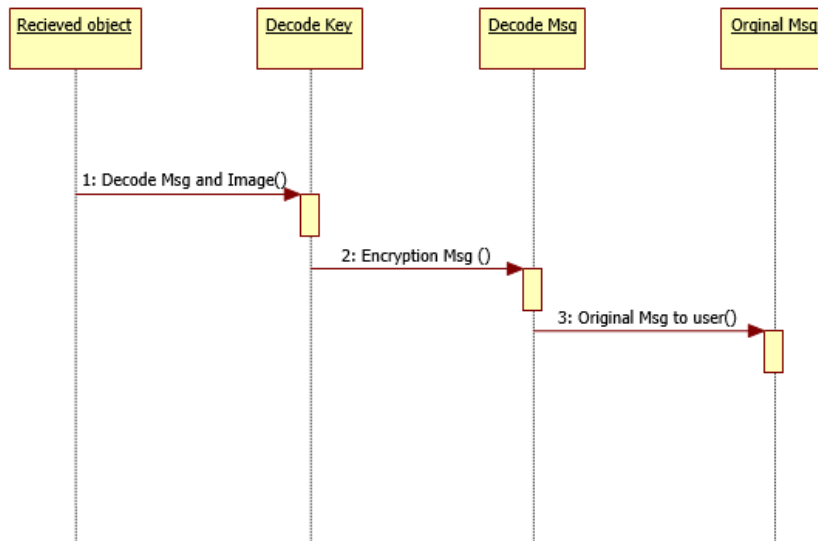 Recieved object
Decode Key
Decode Msg
Orginal Msg
1: Decode Msg and Image()
2: Encryption Msg ()
3: Original Msg to user()